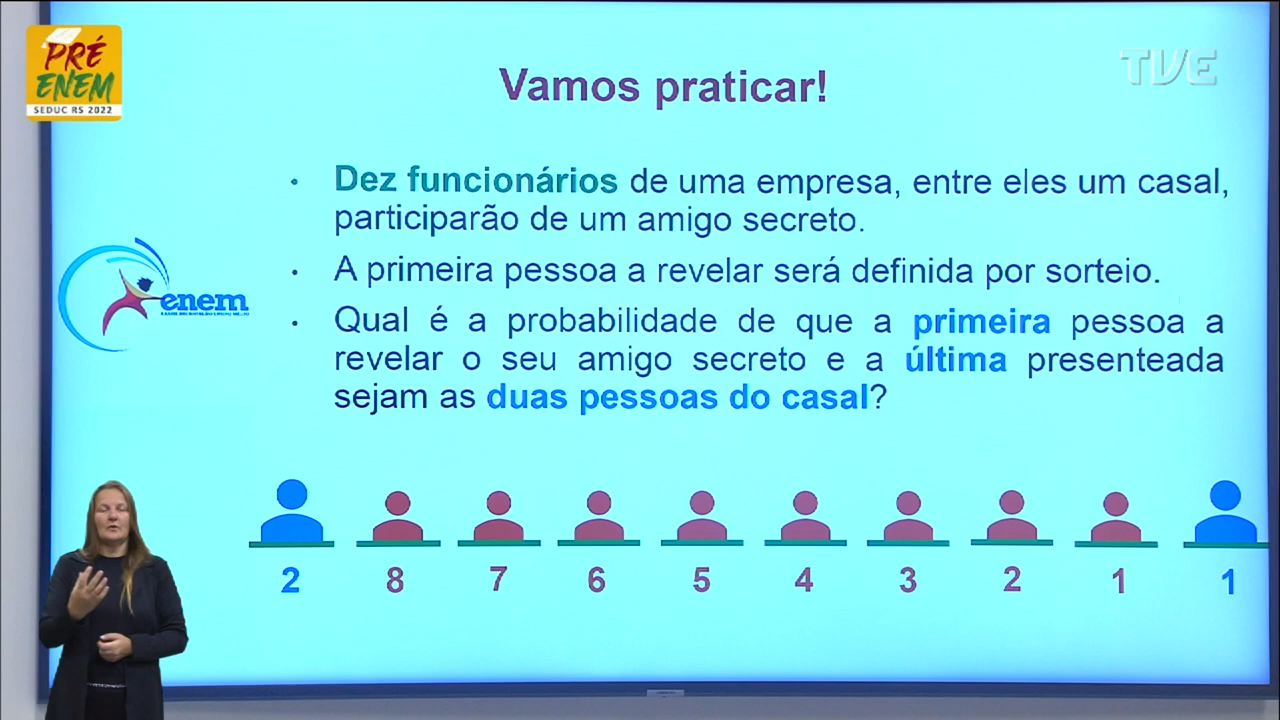 PRÉ
ENEM
SEDUC RS 2022
TVE
Vamos praticar!
• Dez funcionários de uma empresa, entre eles um casal,
participarão de um amigo secreto.
• A primeira pessoa a revelar será definida por sorteio.
• Qual é a probabilidade de que a primeira pessoa a
revelar o seu amigo secreto e a última presenteada
sejam as duas pessoas do casal?
enem
2 8 7 6 5 4 3 2 1 1